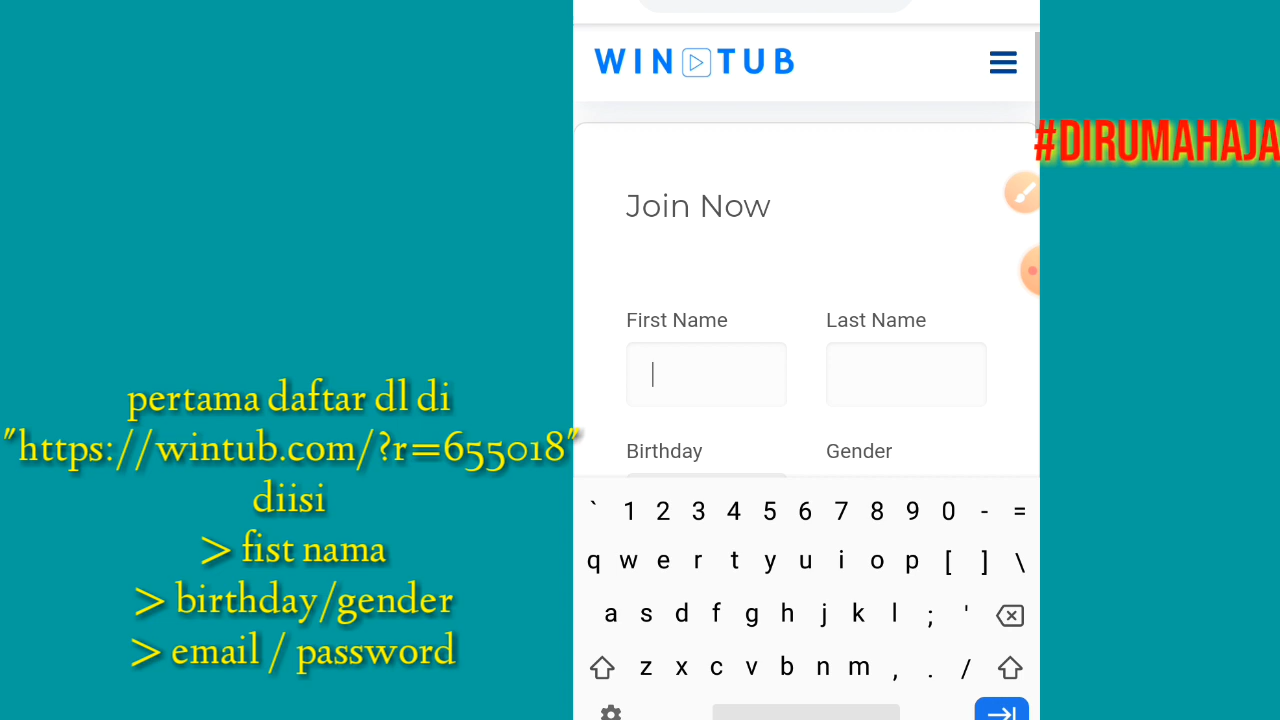 WIN TUB
#DIRUMAHAJA
Join Now
First Name Last Name
Birthday Gender
pertama daftar dl di
"https://wintub.com/?r=655018"
diisi
> fist nama
> birthday/gender
> email / password
` 1 2 3 4 5 6 7 8 9 0 - =
q w e r t y u i o p [ ] \
a s d f g h j k l ; '
z x c v b n m , . /